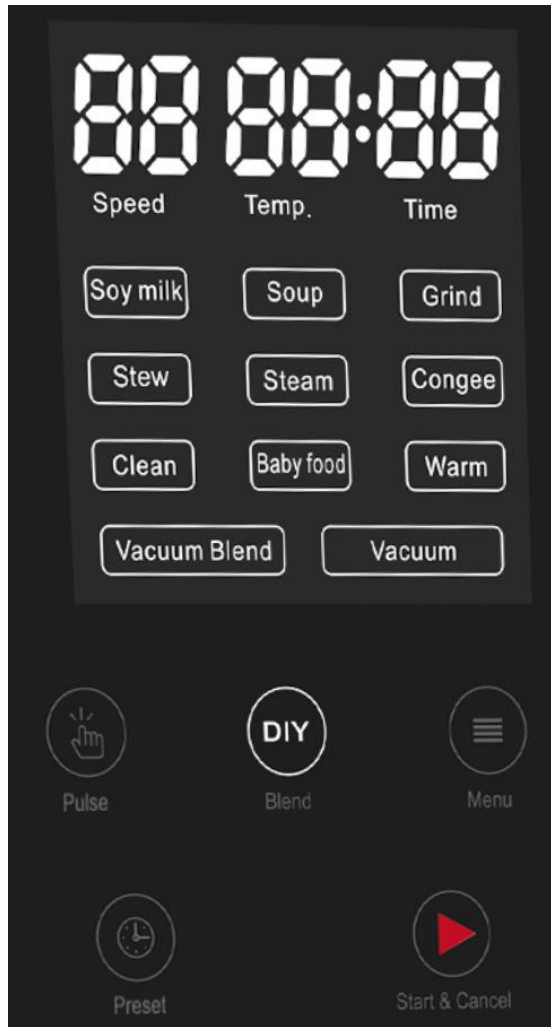 88 88:88
Speed Temp. Time
Soy milk Soup Grind
Stew Steam Congee
Clean Baby food Warm
Vacuum Blend Vacuum
DIY
Pulse Blend Menu
Preset Start & Cancel